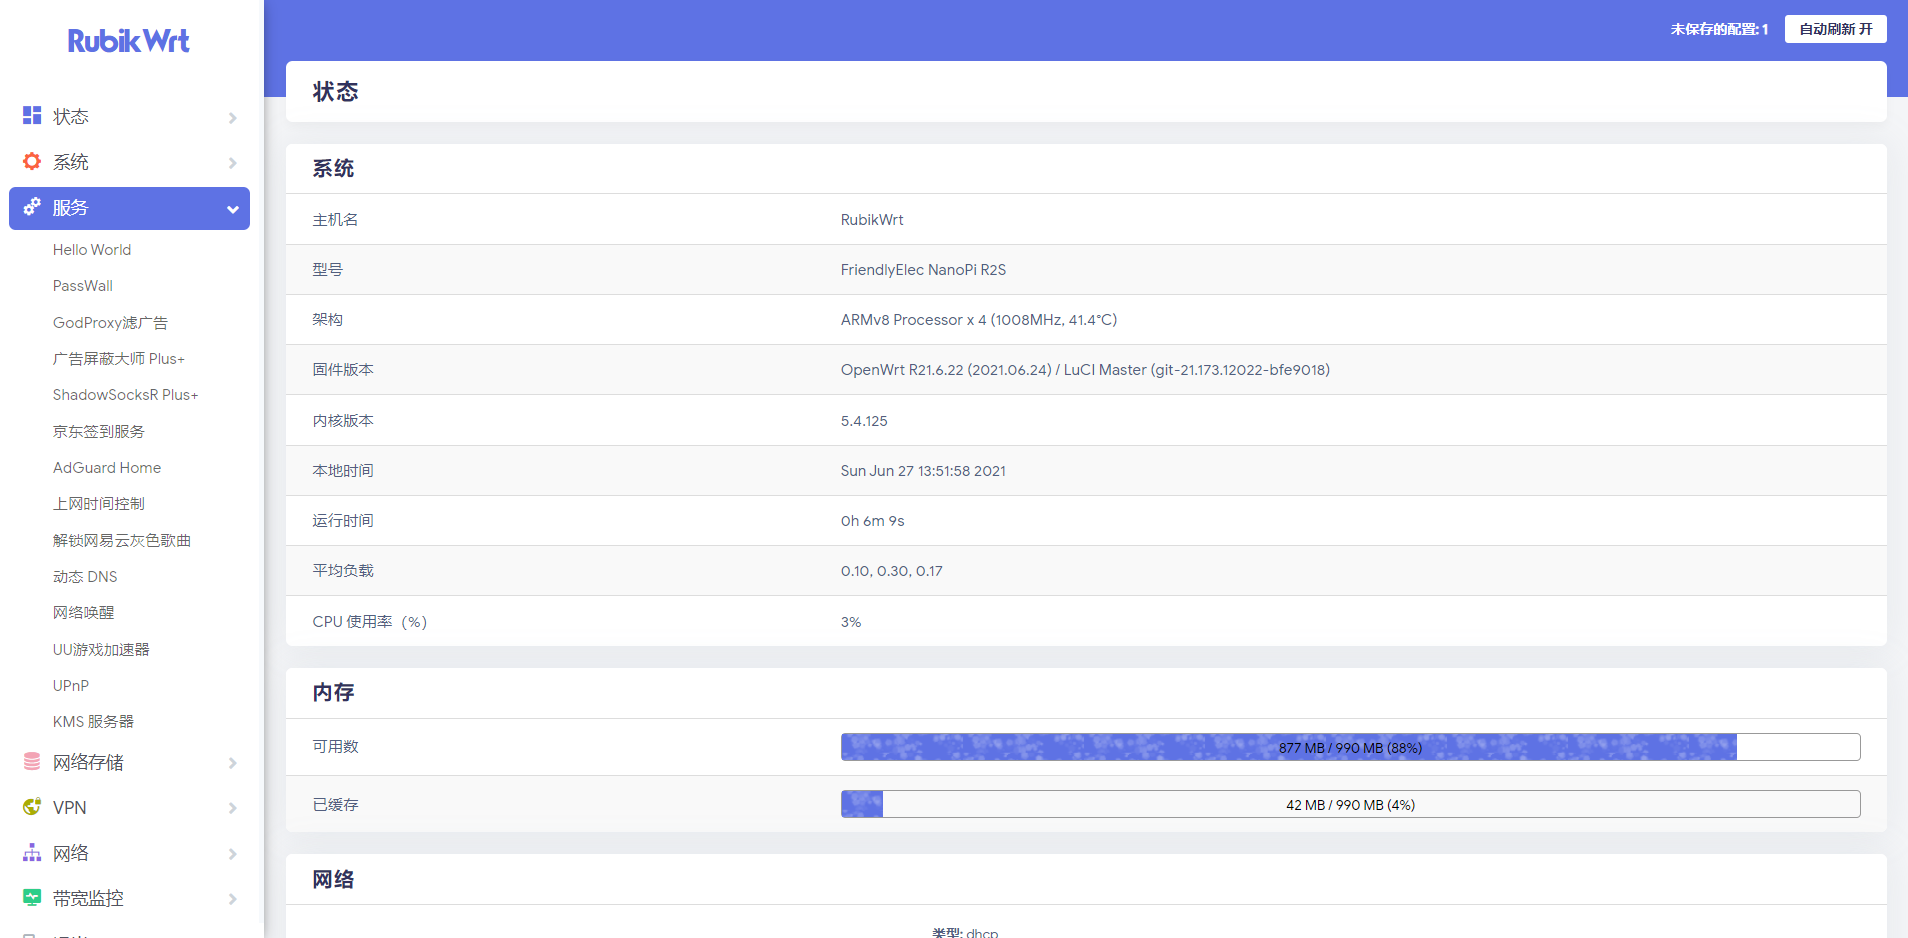 RubikWrt
状态
系统
服务
Hello World
PassWall
GodProxy滤广告
广告屏蔽大师 Plus+
ShadowSocksR Plus+
京东签到服务
AdGuard Home
上网时间控制
解锁网易云灰色歌曲
动态 DNS
网络唤醒
UU游戏加速器
UPnP
KMS 服务器
网络存储
VPN
网络
带宽监控
未保存的配置: 1
自动刷新 开
状态
系统
主机名 RubikWrt
型号 FriendlyElec NanoPi R2S
架构 ARMv8 Processor x 4 (1008MHz, 41.4°C)
固件版本 OpenWrt R21.6.22 (2021.06.24) / LuCI Master (git-21.173.12022-bfe9018)
内核版本 5.4.125
本地时间 Sun Jun 27 13:51:58 2021
运行时间 0h 6m 9s
平均负载 0.10, 0.30, 0.17
CPU 使用率（%） 3%
内存
可用数 877 MB / 990 MB (88%)
已缓存 42 MB / 990 MB (4%)
网络
类型: dhcp